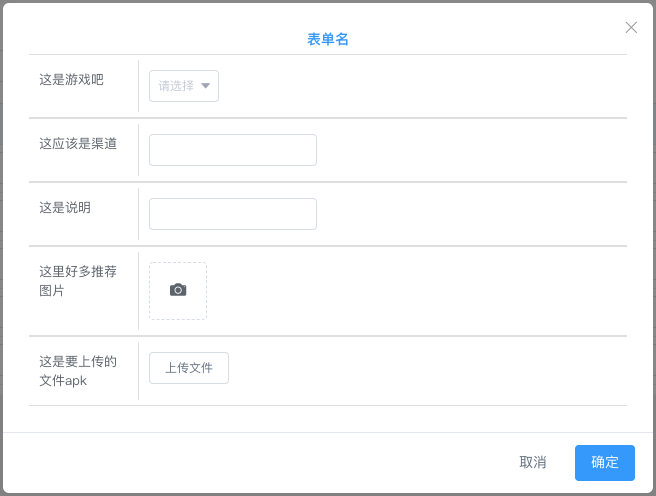 表单名
这是游戏吧
请选择
这应该是渠道
这是说明
这里好多推荐
图片
这是要上传的
文件apk
上传文件
取消
确定